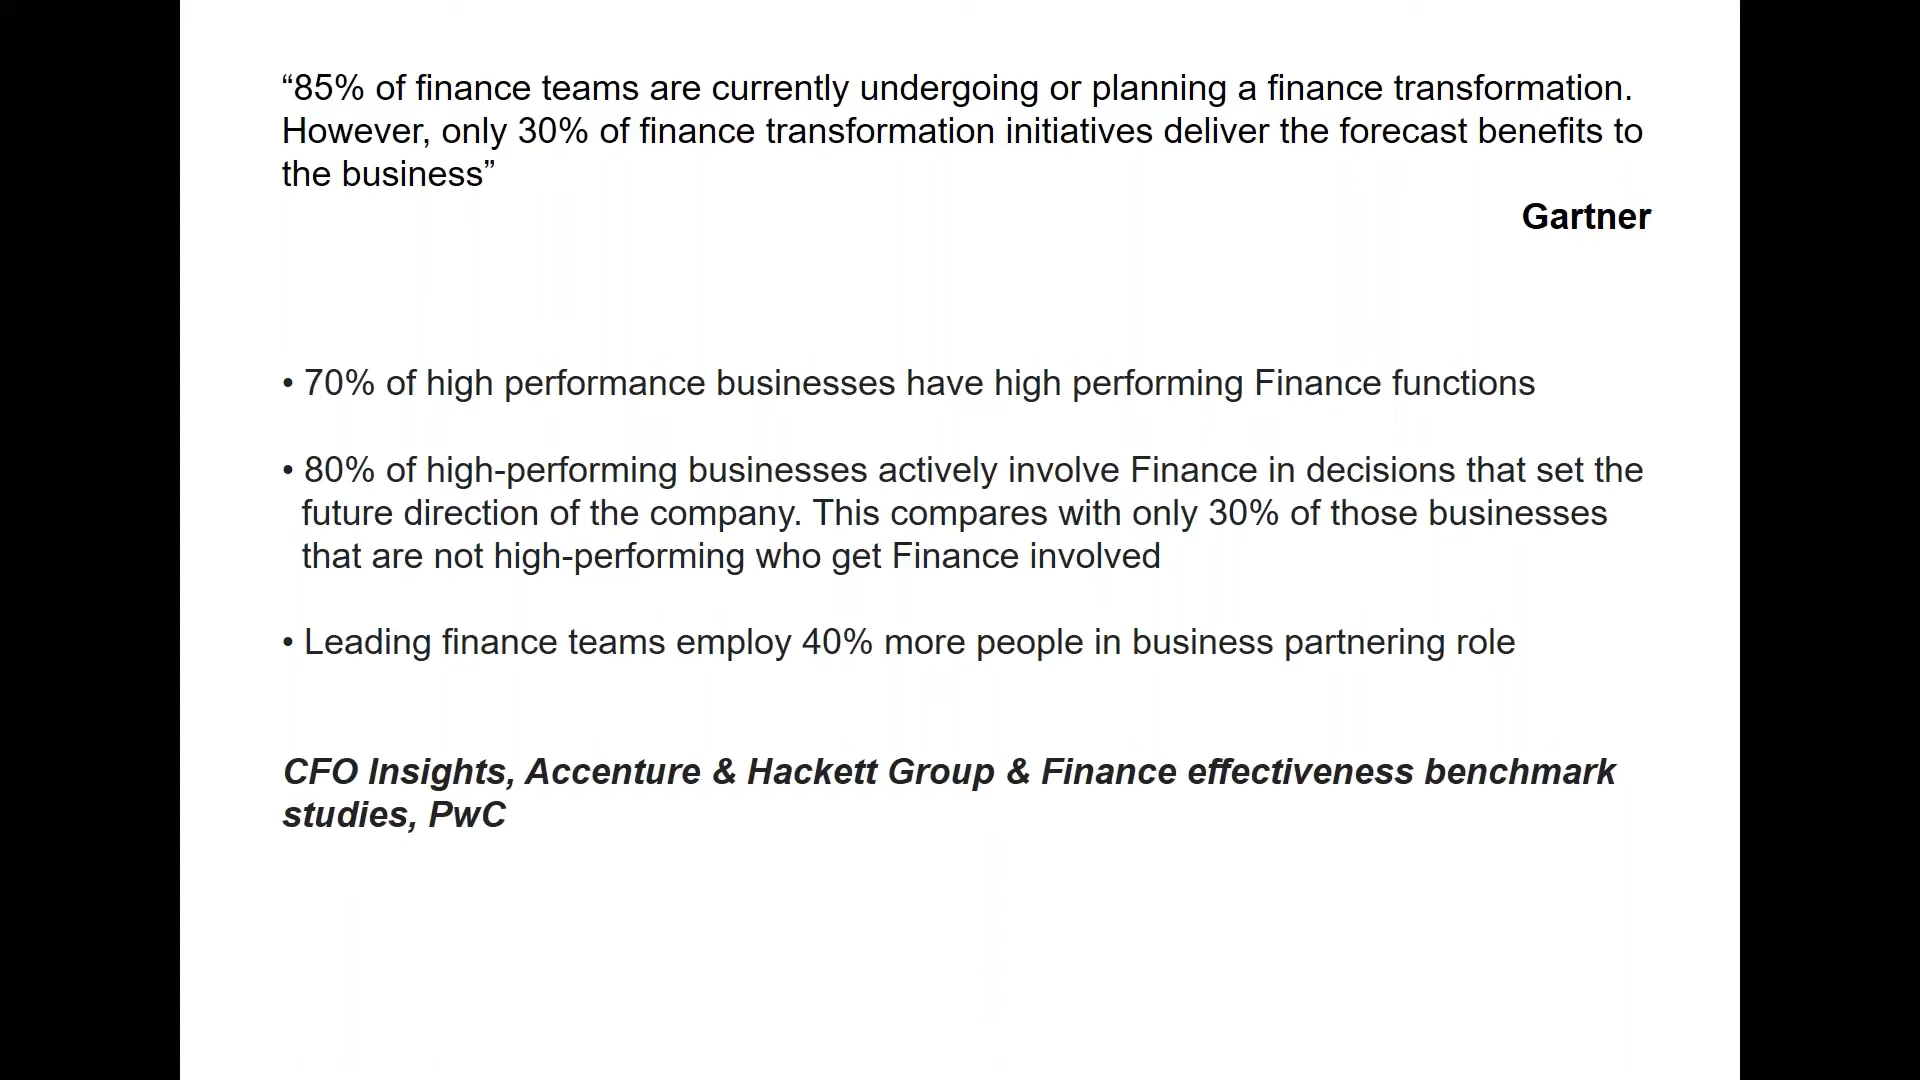 “85% of finance teams are currently undergoing or planning a finance transformation.
However, only 30% of finance transformation initiatives deliver the forecast benefits to
the business”
Gartner
• 70% of high performance businesses have high performing Finance functions
• 80% of high-performing businesses actively involve Finance in decisions that set the
future direction of the company. This compares with only 30% of those businesses
that are not high-performing who get Finance involved
• Leading finance teams employ 40% more people in business partnering role
CFO Insights, Accenture & Hackett Group & Finance effectiveness benchmark
studies, PwC